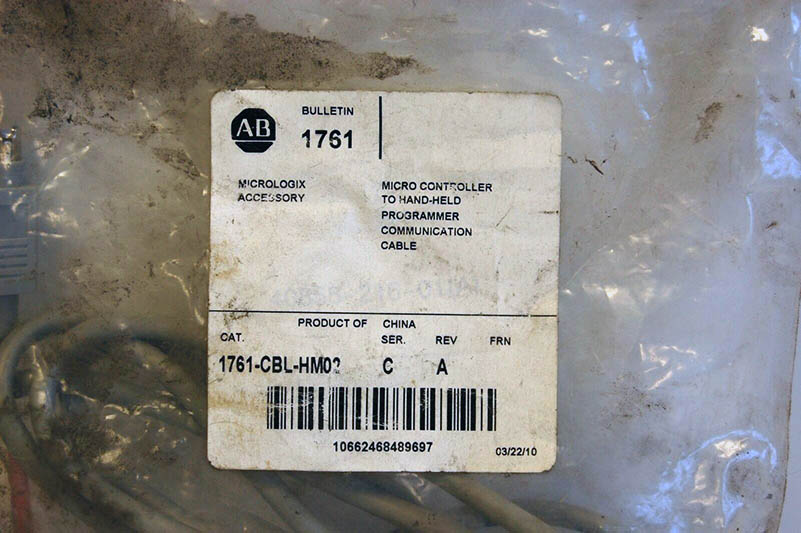 AB
BULLETIN
1761
MICROLOGIX
ACCESSORY
MICRO CONTROLLER
TO HAND-HELD
PROGRAMMER
COMMUNICATION
CABLE
PRODUCT OF CHINA
CAT. SER. REV FRN
1761-CBL-HM02 C A
10662468489697
03/22/10